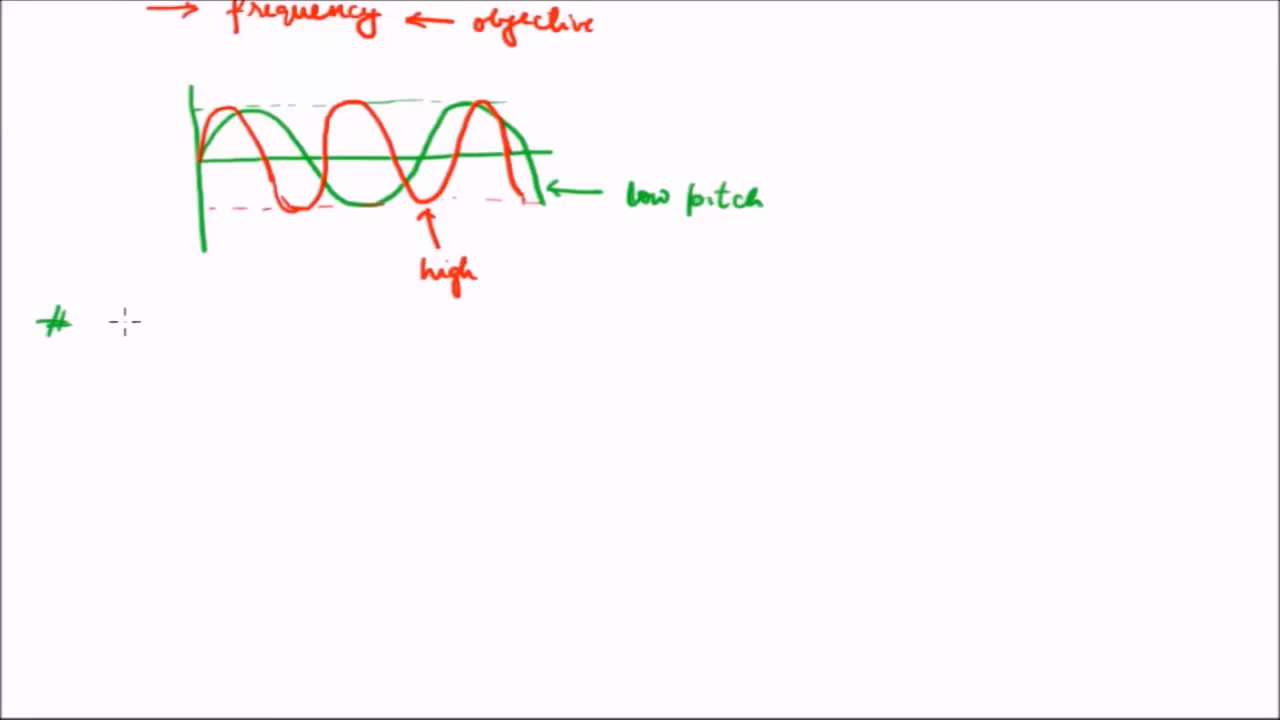 → frequency ← objective
← low pitch
high
#